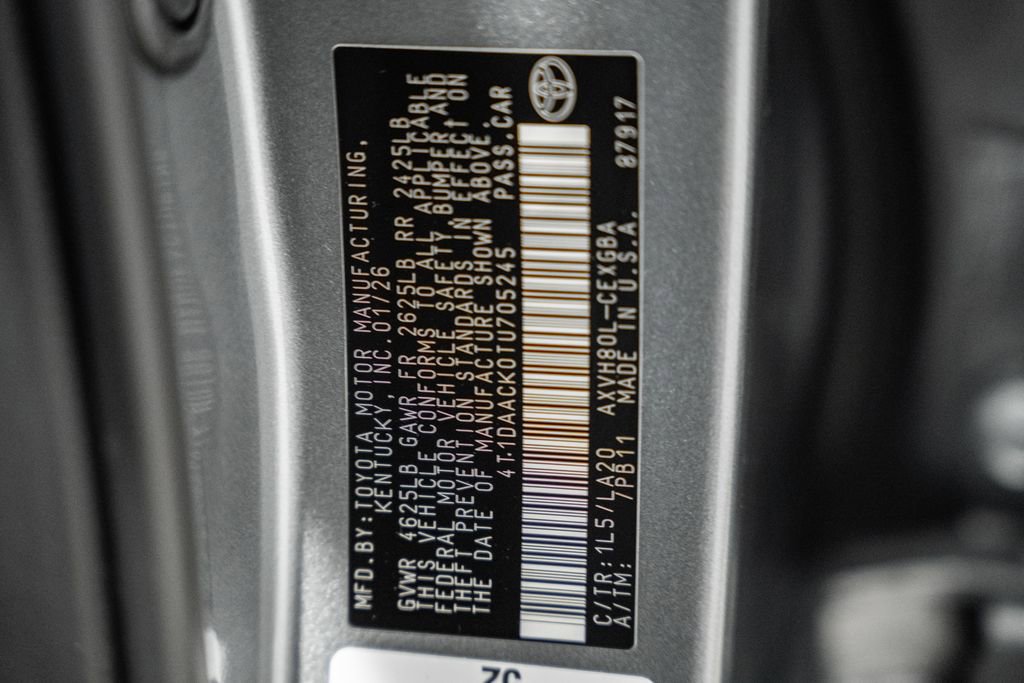 MFD.BY:TOYOTA MOTOR MANUFACTURING,
KENTUCKY,INC.01/26
GVWR 4625LB GAWR FR 2625LB RR 2425LB
THIS VEHICLE CONFORMS TO ALL APPLICABLE
FEDERAL MOTOR VEHICLE SAFETY, BUMPER, AND
THEFT PREVENTION STANDARDS IN EFFECT ON
THE DATE OF MANUFACTURE SHOWN ABOVE.
4T1DAACK0TU705245 PASS.CAR
C/TR:1L5/LA20 AXVH80L-CEXGBA
A/TM: 7PB11 MADE IN U.S.A. 87917